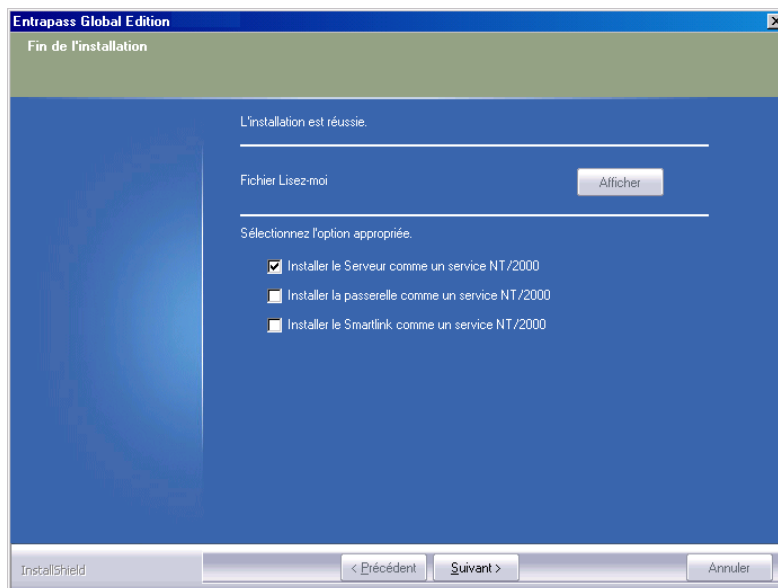 Entrapass Global Edition
Fin de l'installation
L'installation est réussie.
Fichier Lisez-moi
Afficher
Sélectionnez l'option appropriée.
Installer le Serveur comme un service NT/2000
Installer la passerelle comme un service NT/2000
Installer le Smartlink comme un service NT/2000
InstallShield
< Précédent
Suivant >
Annuler